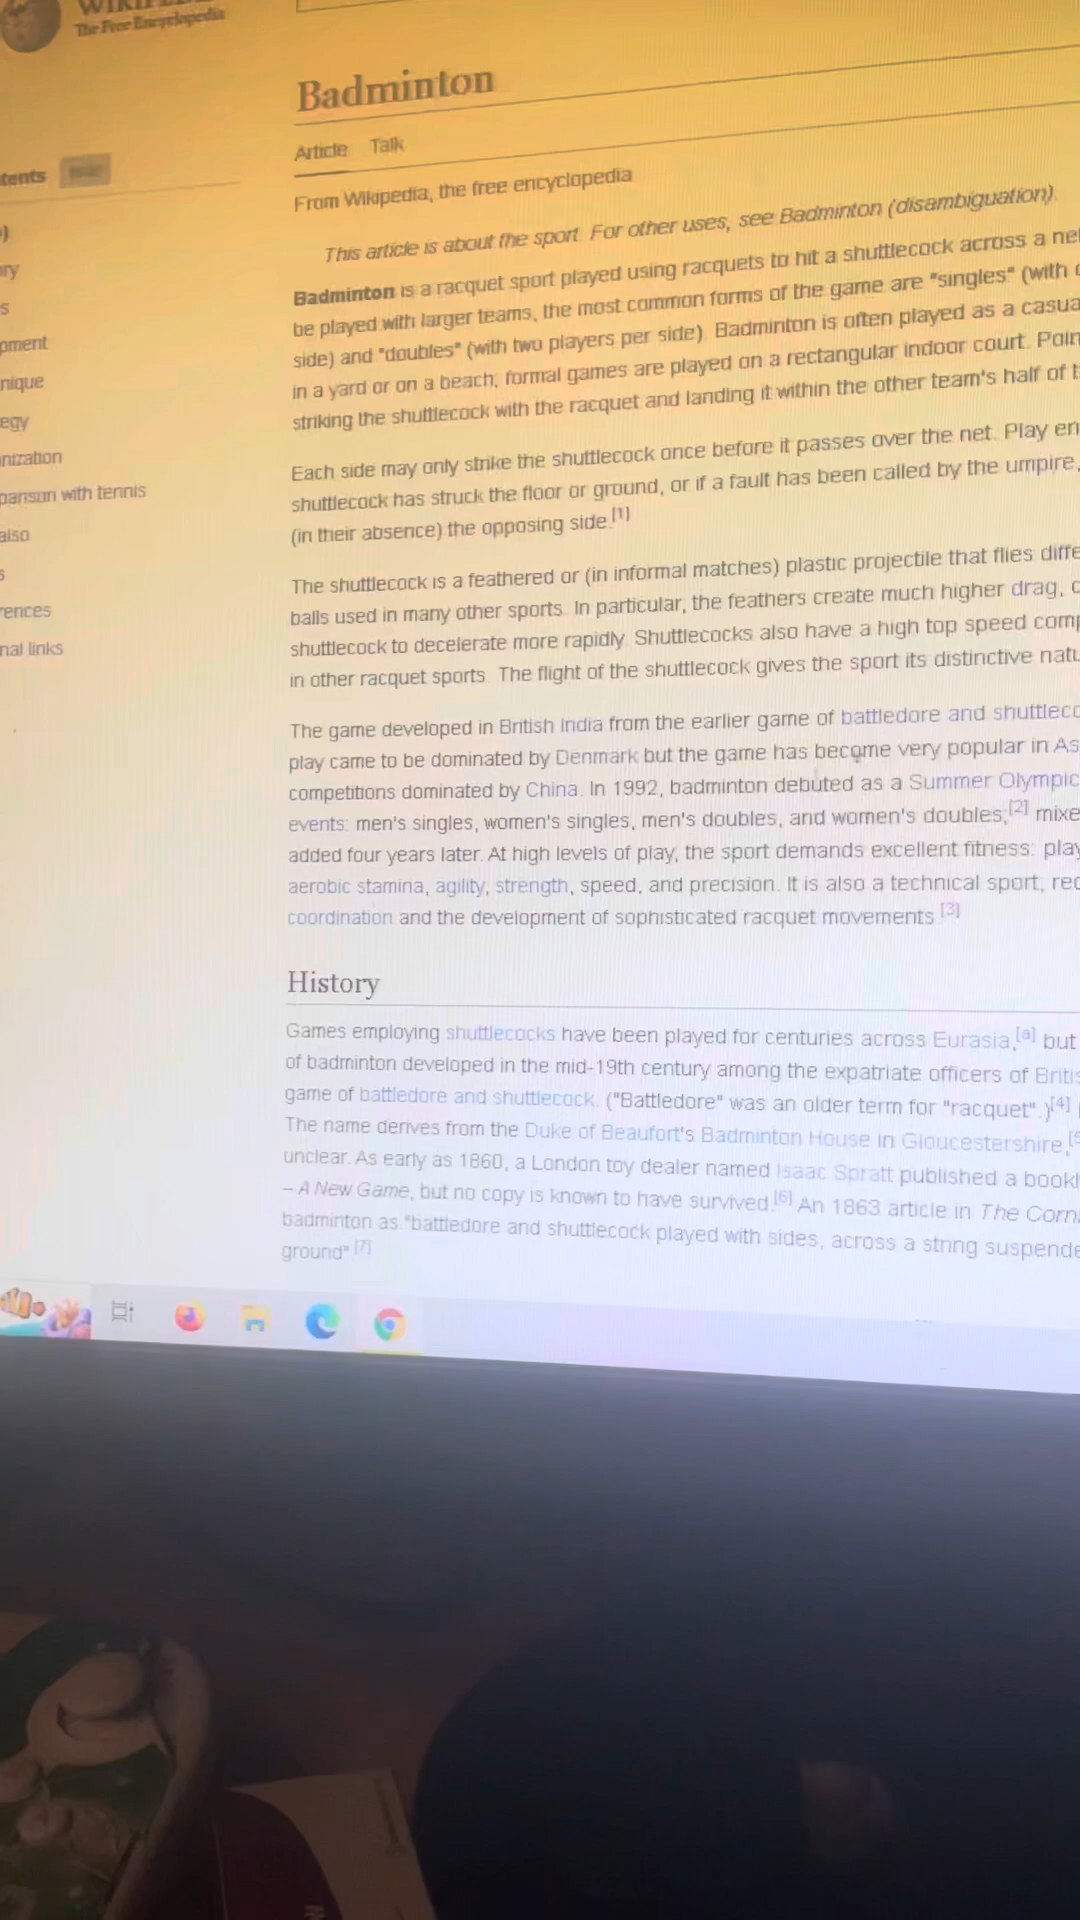 The Free Encyclopedia
Badminton
Article Talk
tents
From Wikipedia, the free encyclopedia
This article is about the sport. For other uses, see Badminton (disambiguation).
Badminton is a racquet sport played using racquets to hit a shuttlecock across a ne
be played with larger teams, the most common forms of the game are "singles" (with
side) and "doubles" (with two players per side). Badminton is often played as a casua
in a yard or on a beach; formal games are played on a rectangular indoor court. Poin
striking the shuttlecock with the racquet and landing it within the other team's half of t
Each side may only strike the shuttlecock once before it passes over the net. Play en
shuttlecock has struck the floor or ground, or if a fault has been called by the umpire,
(in their absence) the opposing side.[1]
The shuttlecock is a feathered or (in informal matches) plastic projectile that flies diffe
balls used in many other sports. In particular, the feathers create much higher drag, c
shuttlecock to decelerate more rapidly. Shuttlecocks also have a high top speed comp
in other racquet sports. The flight of the shuttlecock gives the sport its distinctive natu
The game developed in British India from the earlier game of battledore and shuttleco
play came to be dominated by Denmark but the game has become very popular in As
competitions dominated by China. In 1992, badminton debuted as a Summer Olympic
events: men's singles, women's singles, men's doubles, and women's doubles;[2] mixe
added four years later. At high levels of play, the sport demands excellent fitness: play
aerobic stamina, agility, strength, speed, and precision. It is also a technical sport, req
coordination and the development of sophisticated racquet movements.[3]
ry
s
pment
nique
egy
nization
parison with tennis
also
s
rences
nal links
History
Games employing shuttlecocks have been played for centuries across Eurasia,[a] but
of badminton developed in the mid-19th century among the expatriate officers of Britis
game of battledore and shuttlecock. ("Battledore" was an older term for "racquet".)[4]
The name derives from the Duke of Beaufort's Badminton House in Gloucestershire,[5
unclear. As early as 1860, a London toy dealer named Isaac Spratt published a bookl
– A New Game, but no copy is known to have survived.[6] An 1863 article in The Corn
badminton as "battledore and shuttlecock played with sides, across a string suspende
ground".[7]